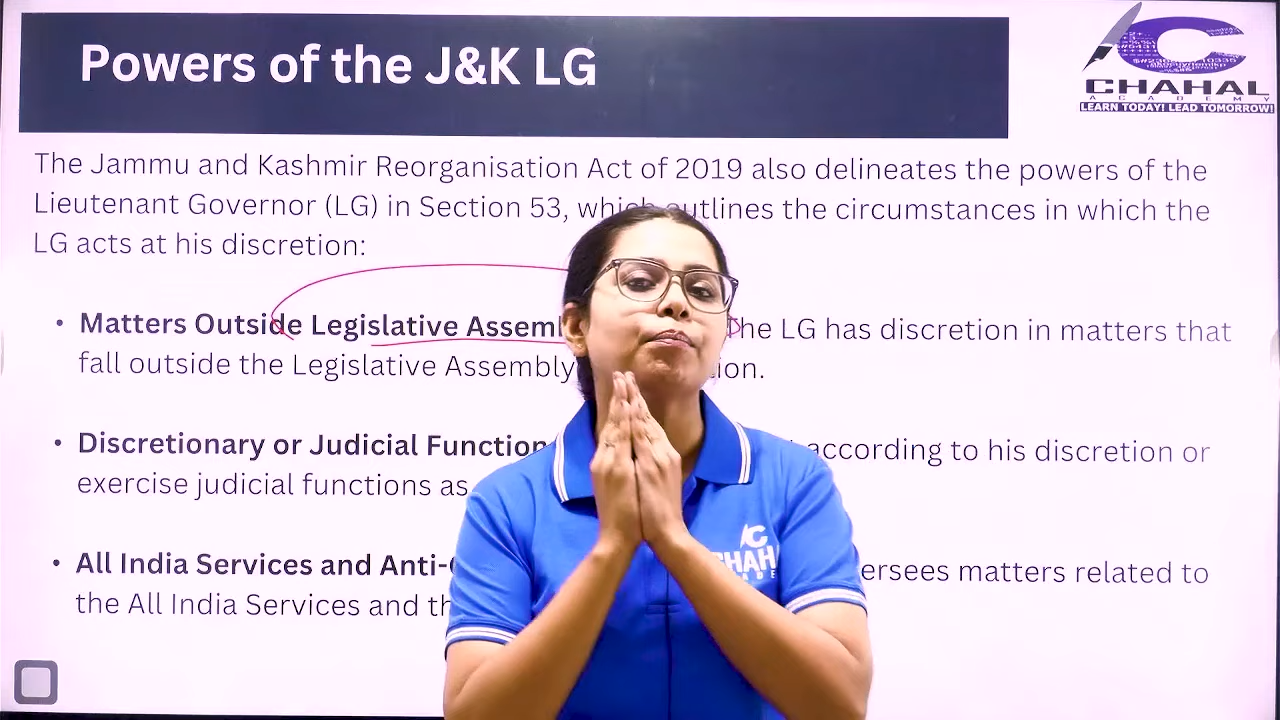 Powers of the J&K LG
CHAHAL
ACADEMY
LEARN TODAY! LEAD TOMORROW!
The Jammu and Kashmir Reorganisation Act of 2019 also delineates the powers of the
Lieutenant Governor (LG) in Section 53, which outlines the circumstances in which the
LG acts at his discretion:
• Matters Outside Legislative Assem he LG has discretion in matters that
fall outside the Legislative Assembly ion.
• Discretionary or Judicial Function according to his discretion or
exercise judicial functions as
• All India Services and Anti- ersees matters related to
the All India Services and th
CHAH
ADE